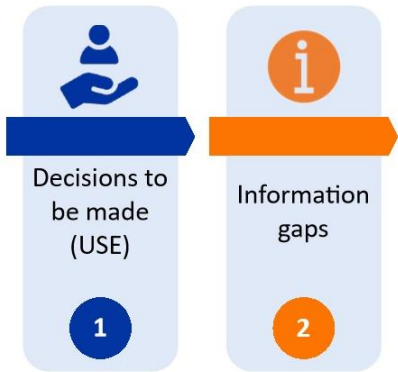 Decisions to
be made
(USE)
1
i
Information
gaps
2